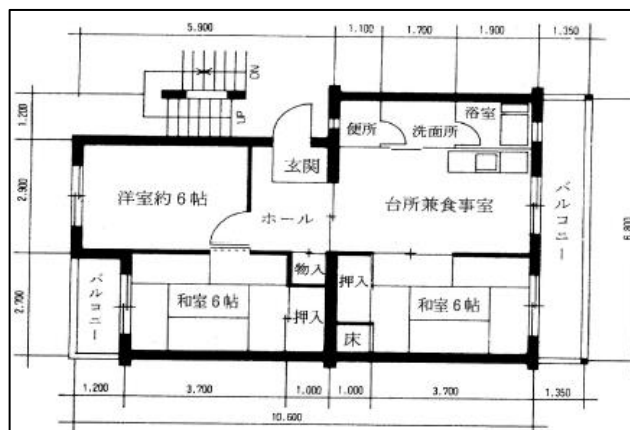 5.900
1.100
1.700
1.900
1.350
DN
UP
1.200
2.900
2.700
便所
洗面所
浴室
玄関
洋室約6帖
ホール
台所兼食事室
バルコニー
6.800
物入
押入
和室6帖
押入
和室6帖
床
バルコニー
1.200
3.700
1.000
1.000
3.700
1.350
10.600